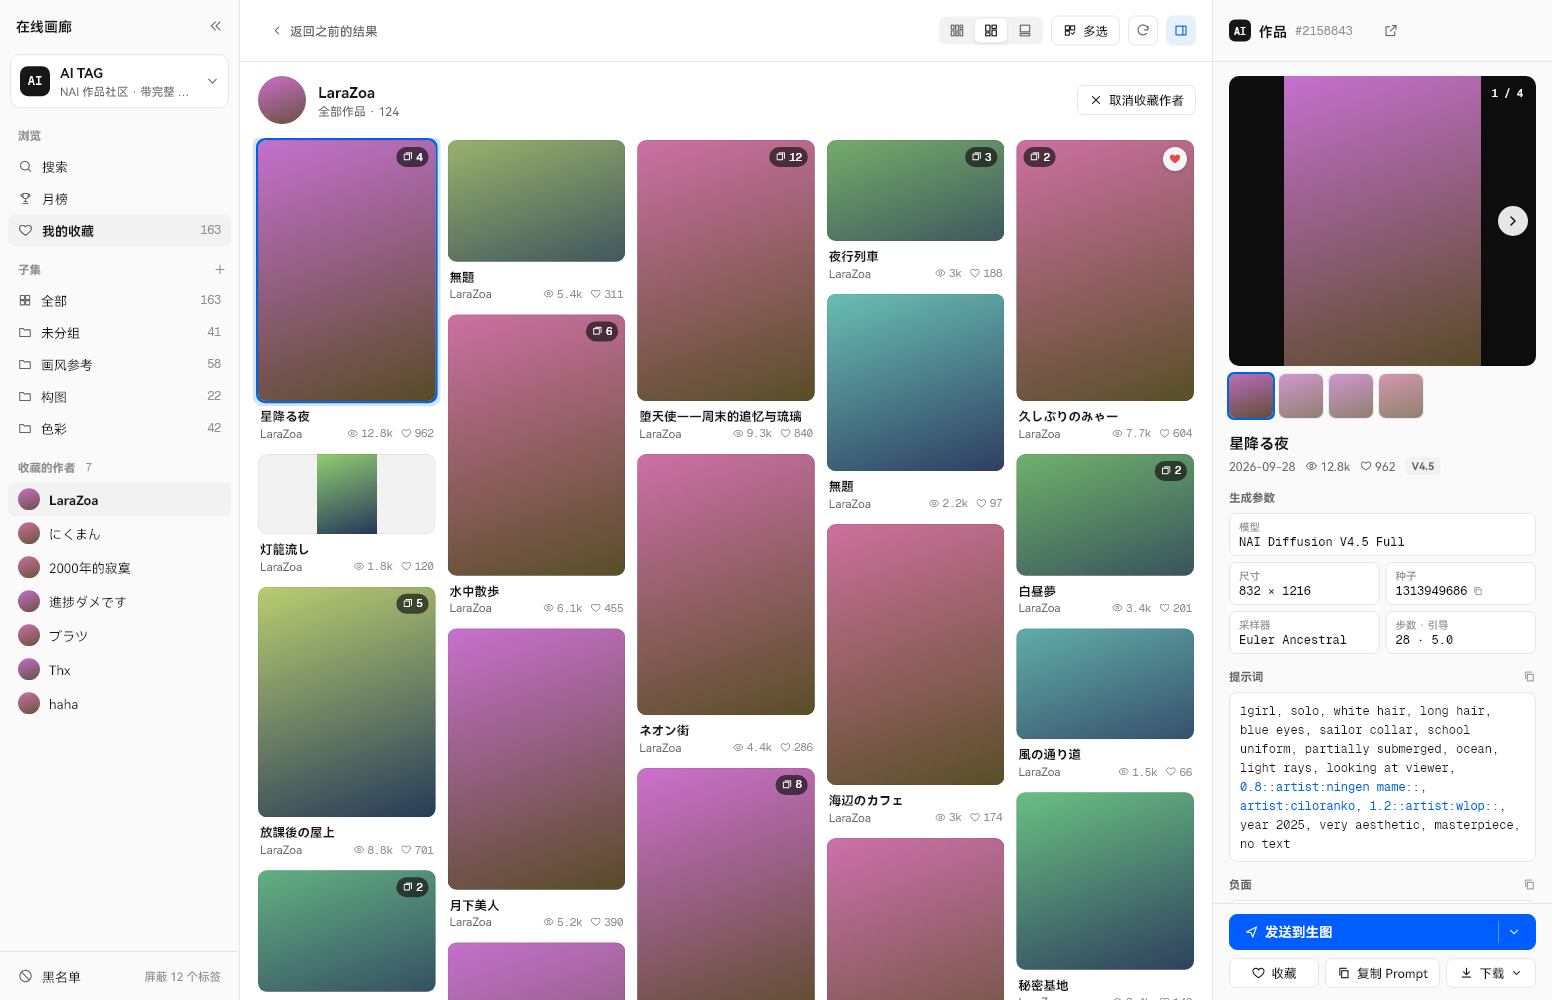 在线画廊
AI
AI TAG
NAI 作品社区 · 带完整 ...
浏览
搜索
月榜
我的收藏 163
子集
全部 163
未分组 41
画风参考 58
构图 22
色彩 42
收藏的作者 7
LaraZoa
にくまん
2000年的寂寞
進捗ダメです
プラツ
Thx
haha
黑名单 屏蔽 12 个标签
返回之前的结果
多选
LaraZoa
全部作品 · 124
取消收藏作者
4
星降る夜
LaraZoa 12.8k 962
灯籠流し
LaraZoa 1.8k 120
5
放課後の屋上
LaraZoa 8.8k 701
2
無題
LaraZoa 5.4k 311
6
水中散歩
LaraZoa 6.1k 455
月下美人
LaraZoa 5.2k 390
12
堕天使一一周末的追忆与琉璃
LaraZoa 9.3k 840
ネオン街
LaraZoa 4.4k 286
8
3
夜行列車
LaraZoa 3k 188
無題
LaraZoa 2.2k 97
海辺のカフェ
LaraZoa 3k 174
2
久しぶりのみゃー
LaraZoa 7.7k 604
2
白昼夢
LaraZoa 3.4k 201
風の通り道
LaraZoa 1.5k 66
秘密基地
AI 作品 #2158843
1 / 4
星降る夜
2026-09-28 12.8k 962 V4.5
生成参数
模型
NAI Diffusion V4.5 Full
尺寸
832 × 1216
种子
1313949686
采样器
Euler Ancestral
步数 · 引导
28 · 5.0
提示词
1girl, solo, white hair, long hair,
blue eyes, sailor collar, school
uniform, partially submerged, ocean,
light rays, looking at viewer,
0.8::artist:ningen mame::,
artist:ciloranko, 1.2::artist:wlop::,
year 2025, very aesthetic, masterpiece,
no text
负面
发送到生图
收藏
复制 Prompt
下载